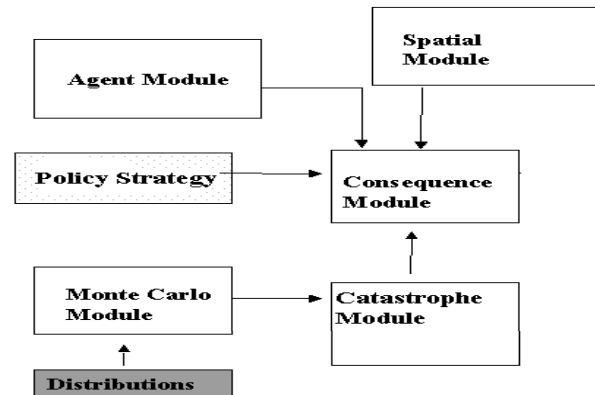 Spatial
Module
Agent Module
Policy Strategy
Consequence
Module
Monte Carlo
Module
Catastrophe
Module
Distributions